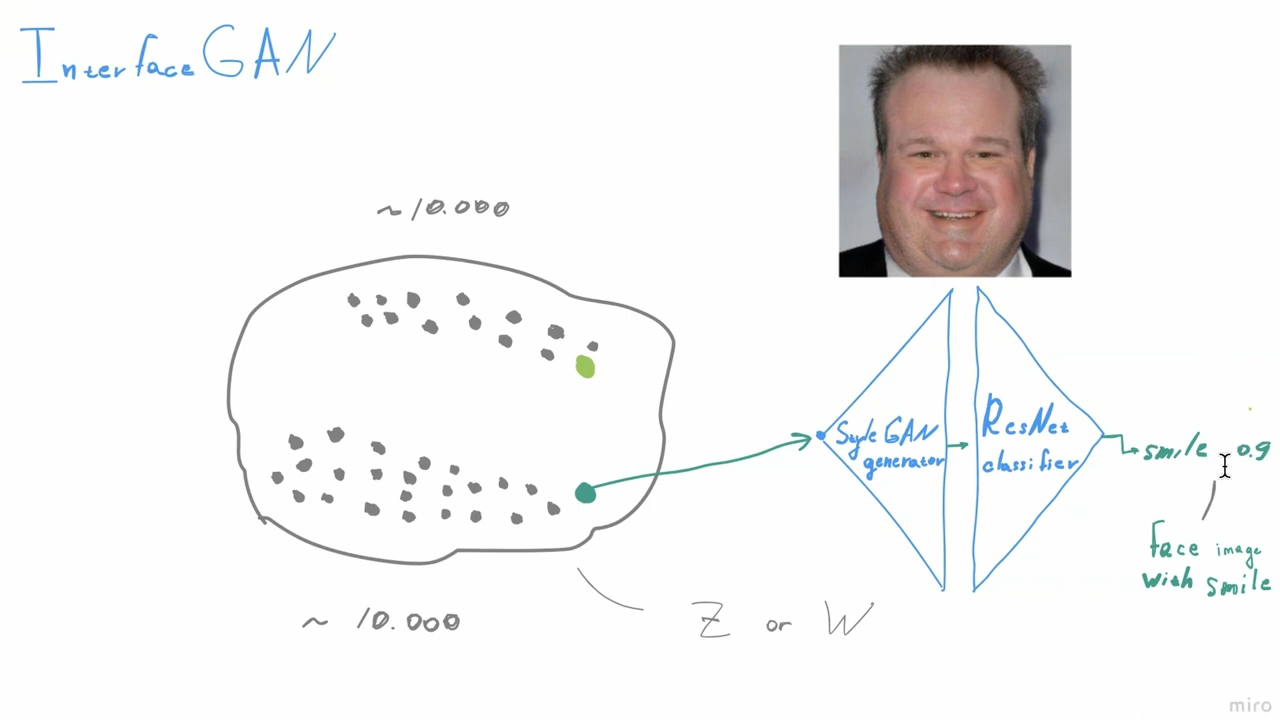 InterfaceGAN
~10.000
StyleGAN
generator
ResNet
classifier
smile 0.9
face image
with smile
~ 10.000
Z or W
miro